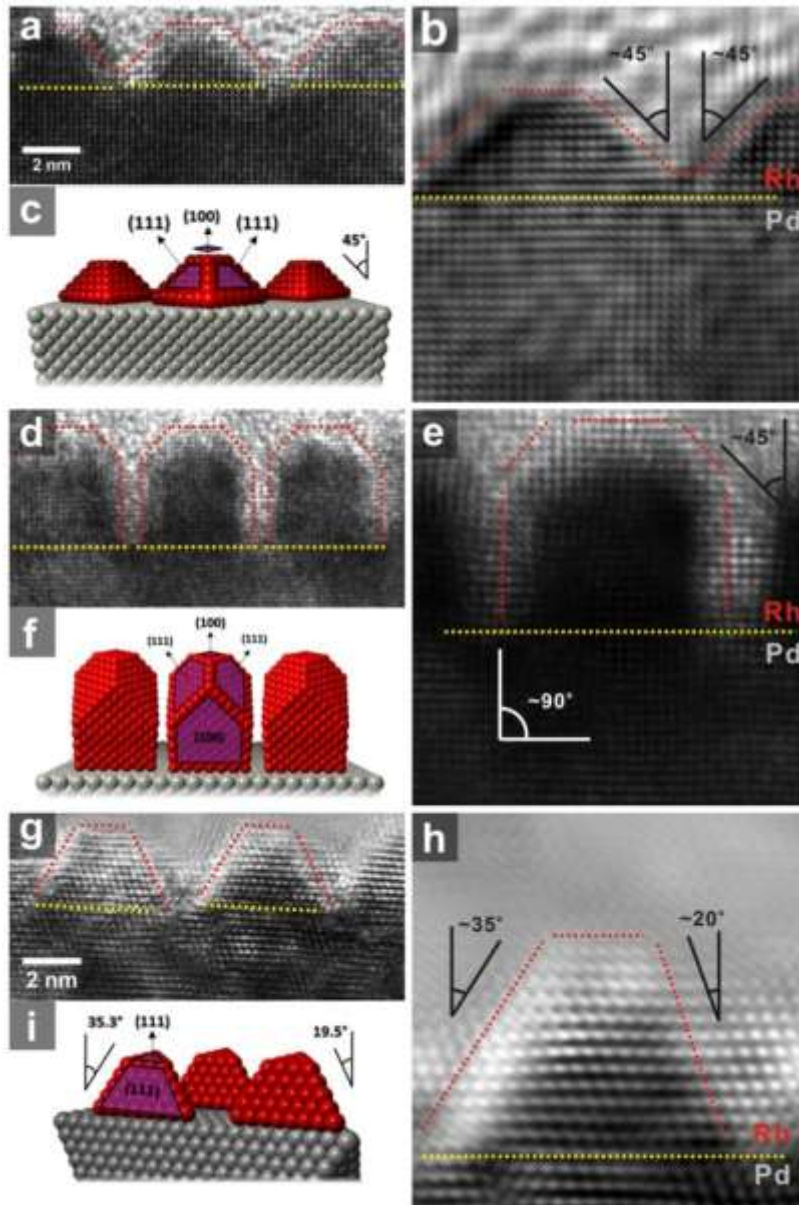 a
2 nm
b
~45° ~45°
Rh
Pd
c
(111) (100) (111)
45°
d
e
~45°
Rh
Pd
~90°
f
(100)
(111) (111)
g
2 nm
h
~35° ~20°
Rh
Pd
i
35.3° (111) 19.5°
(111)